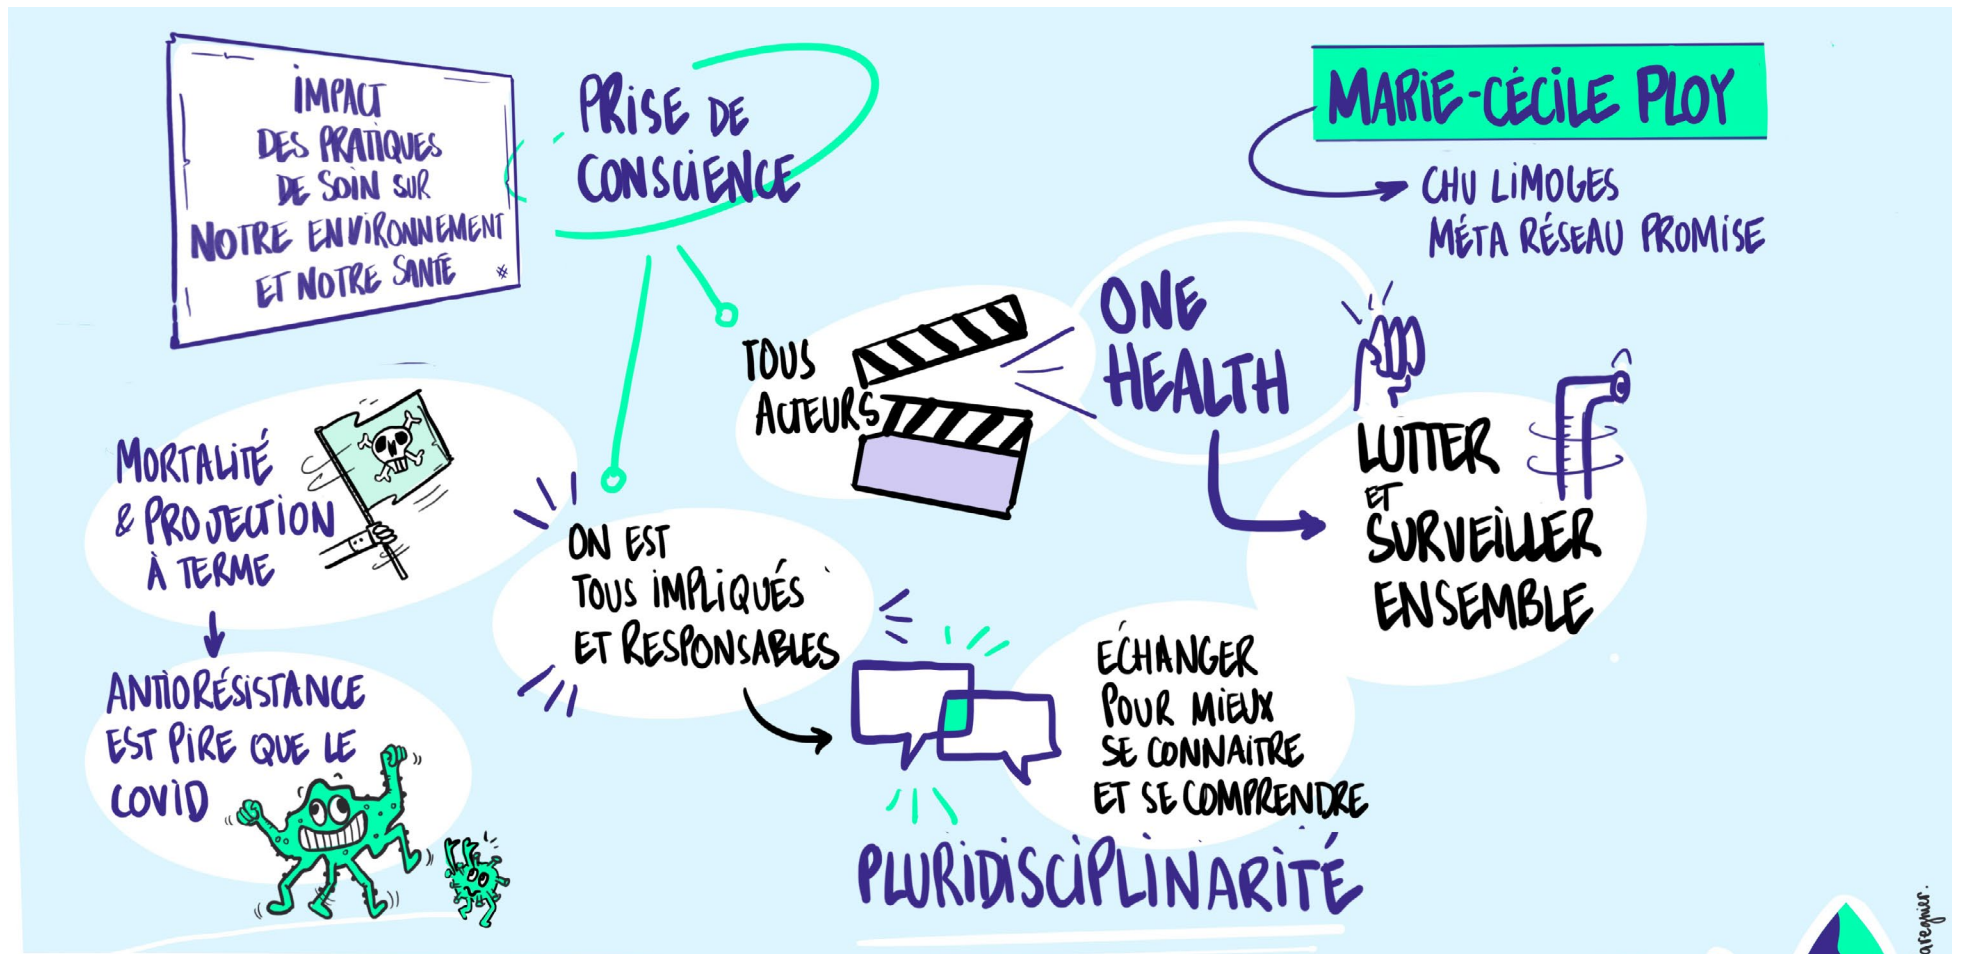 IMPACT
DES PRATIQUES
DE SOIN SUR
NOTRE ENVIRONNEMENT
ET NOTRE SANTÉ
PRISE DE
CONSCIENCE
MARIE-CÉCILE PLOY
CHU LIMOGES
MÉTA RÉSEAU PROMISE
TOUS
ACTEURS
ONE
HEALTH
LUTTER
ET
SURVEILLER
ENSEMBLE
MORTALITÉ
& PROJECTION
À TERME
ANTIORÉSISTANCE
EST PIRE QUE LE
COVID
ON EST
TOUS IMPLIQUÉS
ET RESPONSABLES
ÉCHANGER
POUR MIEUX
SE CONNAITRE
ET SE COMPRENDRE
PLURIDISCIPLINARITÉ